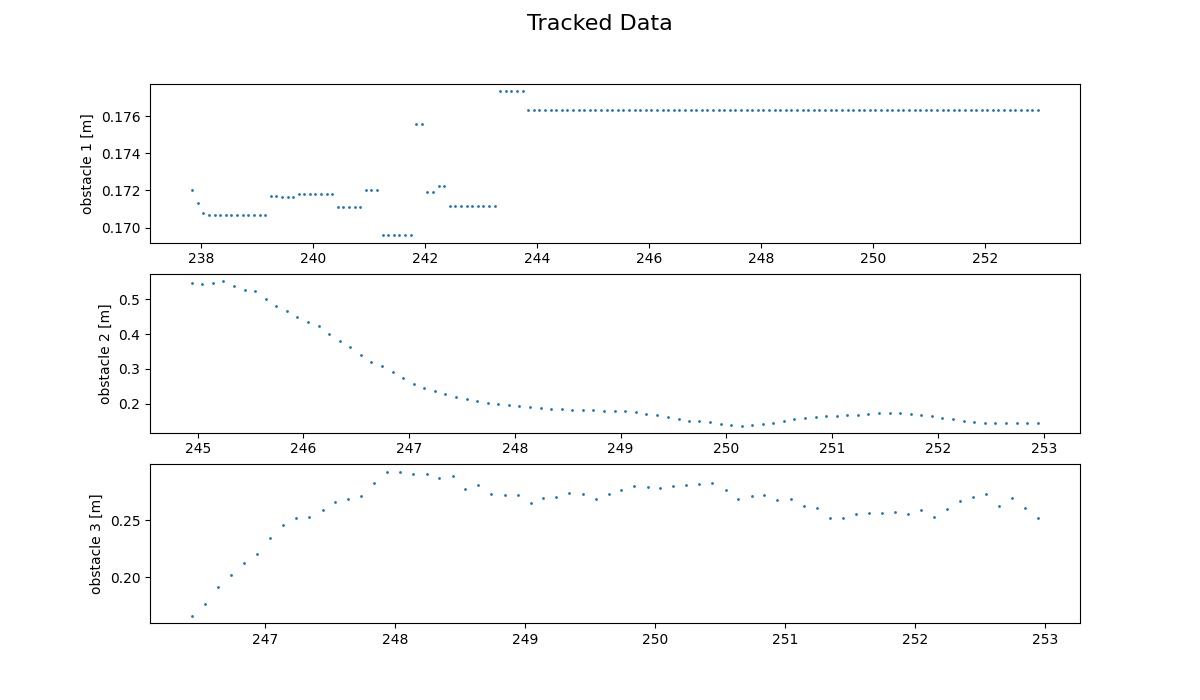 Tracked Data
obstacle 1 [m]
0.176
0.174
0.172
0.170
238 240 242 244 246 248 250 252
obstacle 2 [m]
0.5
0.4
0.3
0.2
245 246 247 248 249 250 251 252 253
obstacle 3 [m]
0.25
0.20
247 248 249 250 251 252 253